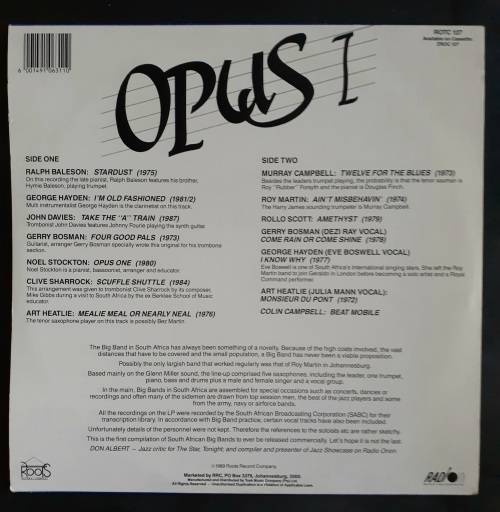 ROTC 127
Available on Cassette
ENOC 127
6 001491 063110
OPUS I
SIDE ONE
RALPH BALESON: STARDUST (1975)
On this recording the late pianist, Ralph Baleson features his brother,
Hymie Baleson, playing trumpet.
GEORGE HAYDEN: I'M OLD FASHIONED (1981/2)
Multi instrumentalist George Hayden is the clarinettist on this track.
JOHN DAVIES: TAKE THE "A" TRAIN (1987)
Trombonist John Davies features Johnny Fourie playing the synth guitar.
GERRY BOSMAN: FOUR GOOD PALS (1973)
Guitarist, arranger Gerry Bosman specially wrote this original for his trombone
section.
NOEL STOCKTON: OPUS ONE (1980)
Noel Stockton is a pianist, bassoonist, arranger and educator.
CLIVE SHARROCK: SCUFFLE SHUTTLE (1984)
This arrangement was given to trombonist Clive Sharrock by its composer,
Mike Gibbs during a visit to South Africa by the ex Berklee School of Music
educator.
ART HEATLIE: MEALIE MEAL OR NEARLY NEAL (1976)
The tenor saxophone player on this track is possibly Bez Martin.
SIDE TWO
MURRAY CAMPBELL: TWELVE FOR THE BLUES (1973)
Besides the leaders trumpet playing, the probability is that the tenor saxman is
Roy "Rubber" Forsyth and the pianist is Douglas Finch.
ROY MARTIN: AIN'T MISBEHAVIN' (1974)
The Harry James sounding trumpeter is Murray Campbell.
ROLLO SCOTT: AMETHYST (1979)
GERRY BOSMAN (DEZI RAY VOCAL)
COME RAIN OR COME SHINE (1978)
GEORGE HAYDEN (EVE BOSWELL VOCAL)
I KNOW WHY (1977)
Eve Boswell is one of South Africa's international singing stars. She left the Roy
Martin band to join Geraldo in London before becoming a solo artist and a Royal
Command performer.
ART HEATLIE (JULIA MANN VOCAL):
MONSIEUR DU PONT (1972)
COLIN CAMPBELL: BEAT MOBILE
The Big Band in South Africa has always been something of a novelty. Because of the high costs involved, the vast
distances that have to be covered and the small population, a Big Band has never been a viable proposition.
Possibly the only largish band that worked regularly was that of Roy Martin in Johannesburg.
Based mainly on the Glenn Miller sound, the line-up comprised five saxophones, including the leader, one trumpet,
piano, bass and drums plus a male and female singer and a vocal group.
In the main, Big Bands in South Africa are assembled for special occasions such as concerts, dances or
recordings and often many of the sidemen are drawn from top session men, the best of the jazz players and some
from the army, navy or airforce bands.
All the recordings on the LP were recorded by the South African Broadcasting Corporation (SABC) for their
transcription library. In accordance with Big Band practice, certain vocal tracks have also been included.
Unfortunately details of the personnel were not kept. Therefore the references to the soloists etc are rather sketchy.
This is the first compilation of South African Big Bands to ever be released commercially. Let's hope it is not the last.
DON ALBERT – Jazz critic for The Star, Tonight; and compiler and presenter of Jazz Showcase on Radio Orion
ROOTS
© 1989 Roots Record Company.
Marketed by RRC, PO Box 3379, Johannesburg, 2000.
Manufactured and Distributed by Tusk Music Company (Pty) Ltd.
All Rights Reserved — Unauthorised Duplication is a Violation of Applicable Laws.
RADIO